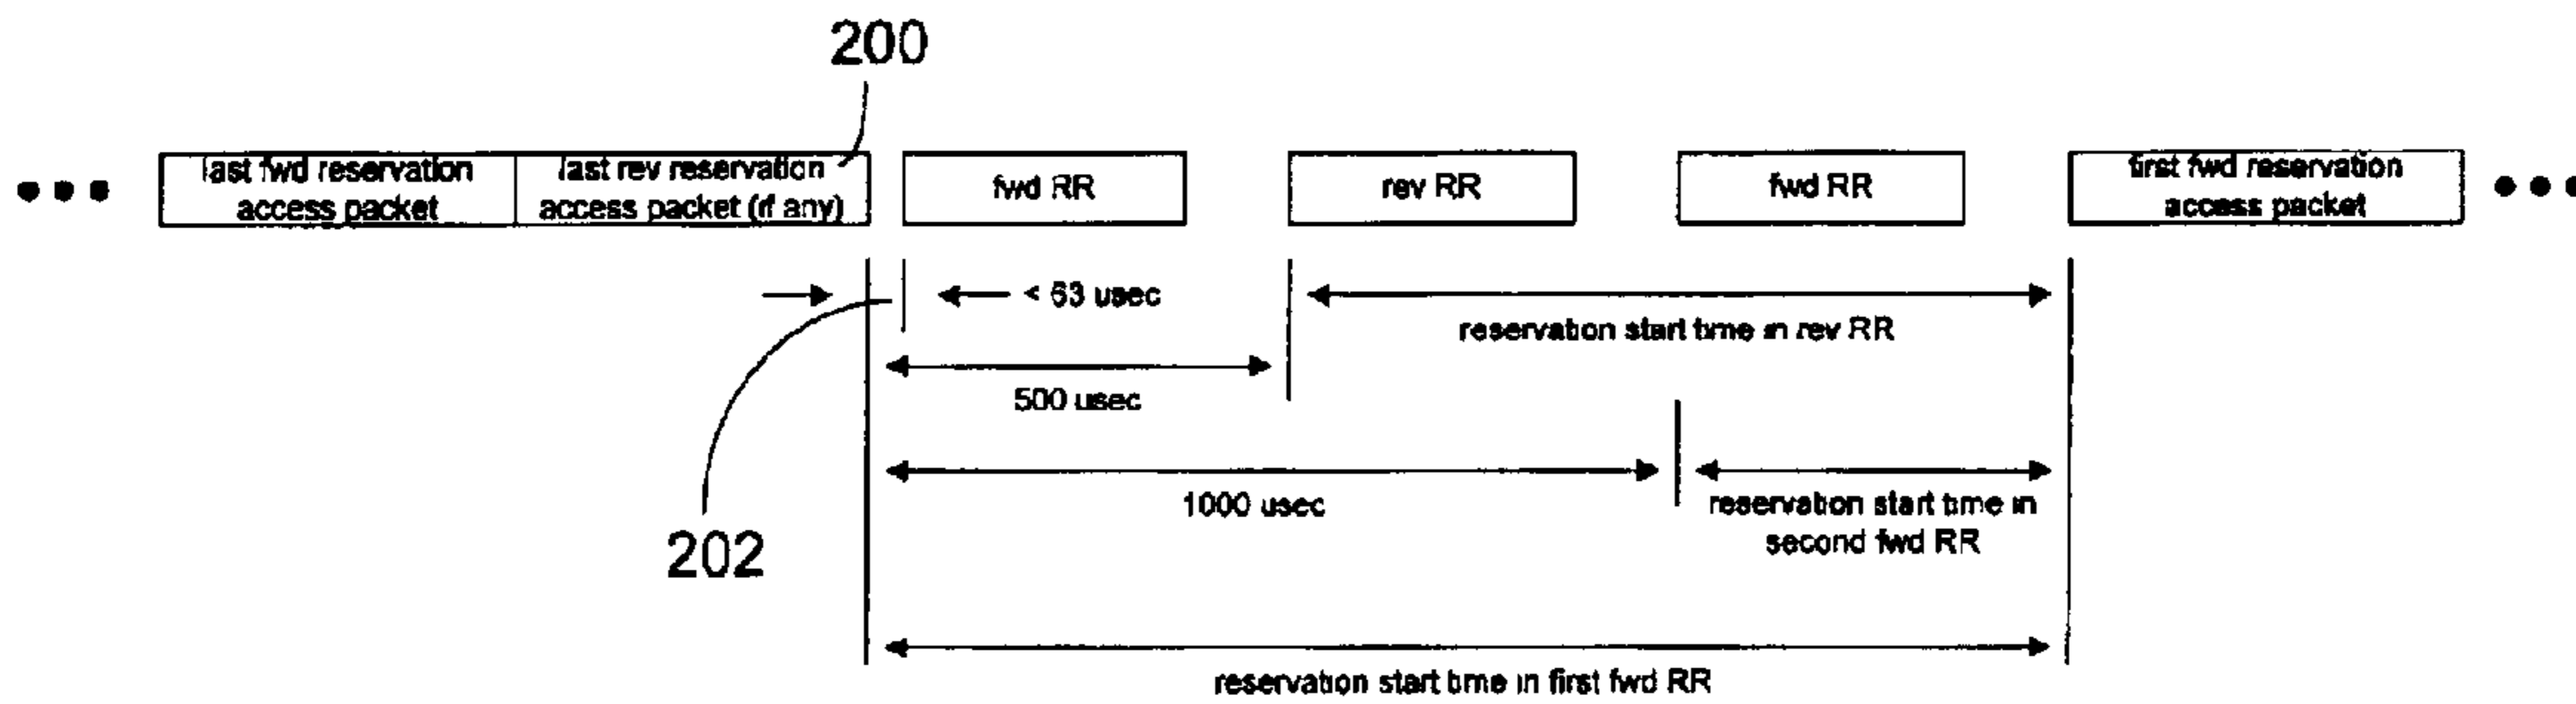 200
last fwd reservation
access packet
last rev reservation
access packet (if any)
fwd RR
rev RR
fwd RR
first fwd reservation
access packet
< 63 usec
reservation start time in rev RR
500 usec
1000 usec
reservation start time in
second fwd RR
202
reservation start time in first fwd RR